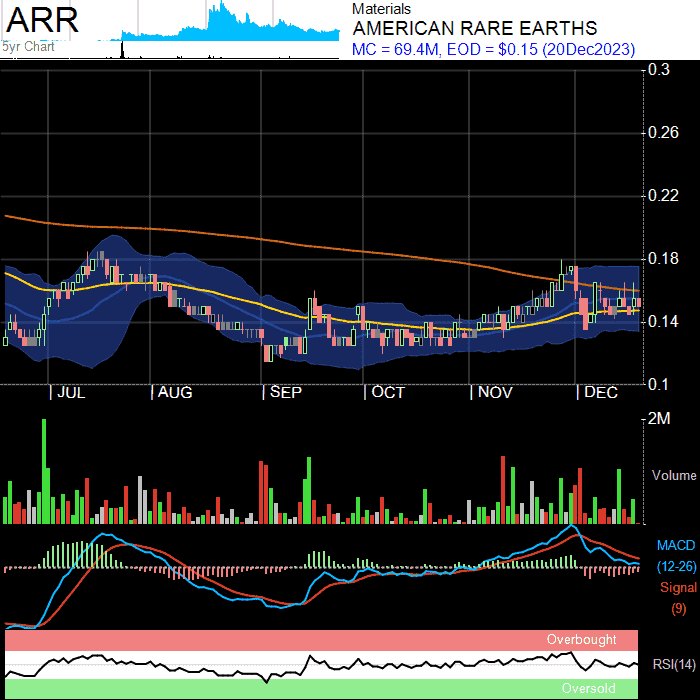 ARR
5yr Chart
Materials
AMERICAN RARE EARTHS
MC = 69.4M, EOD = $0.15 (20Dec2023)
0.3
0.26
0.22
0.18
0.14
0.1
JUL AUG SEP OCT NOV DEC
2M
Volume
MACD
(12-26)
Signal
(9)
Overbought
RSI(14)
Oversold